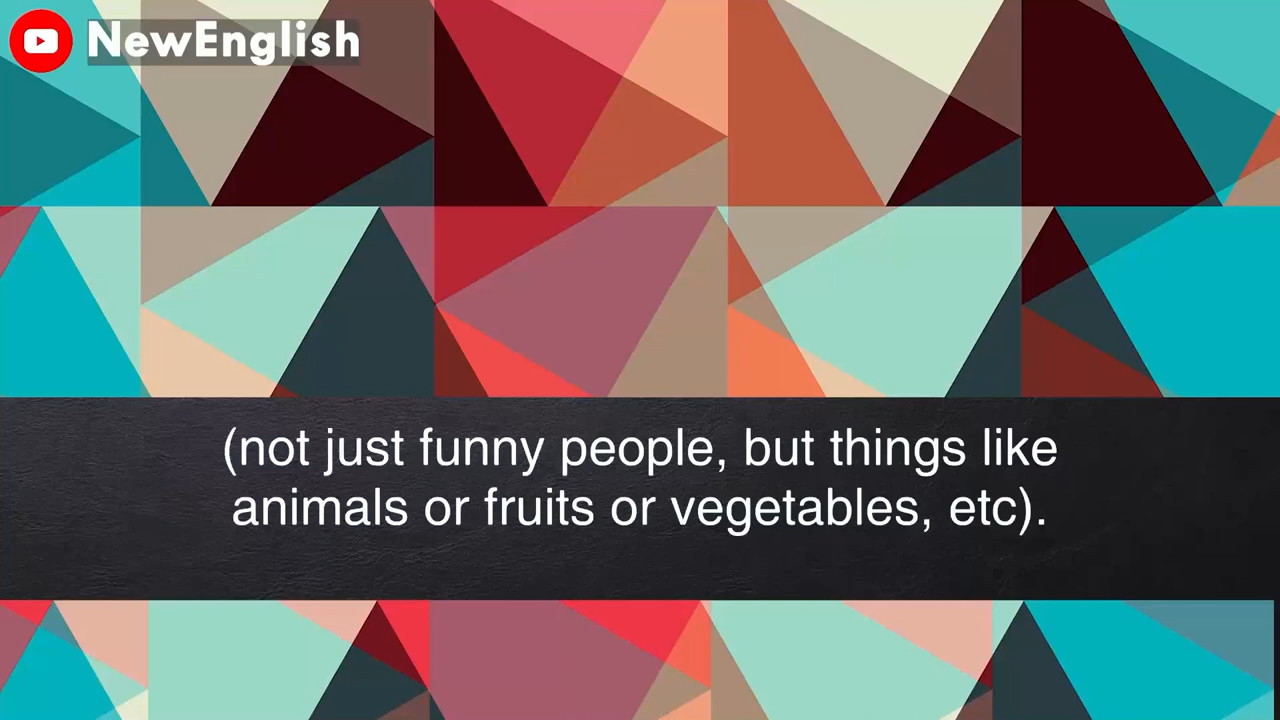 NewEnglish
(not just funny people, but things like
animals or fruits or vegetables, etc).